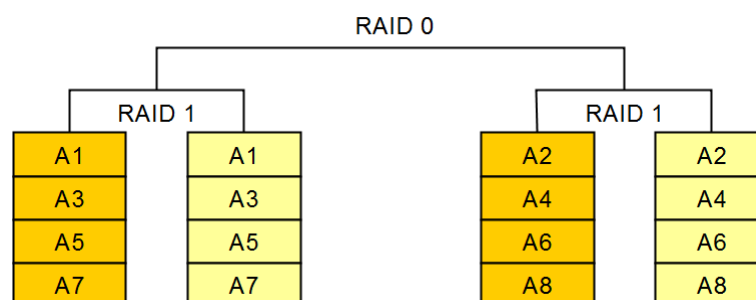 RAID 0
RAID 1 RAID 1
A1 A1 A2 A2
A3 A3 A4 A4
A5 A5 A6 A6
A7 A7 A8 A8